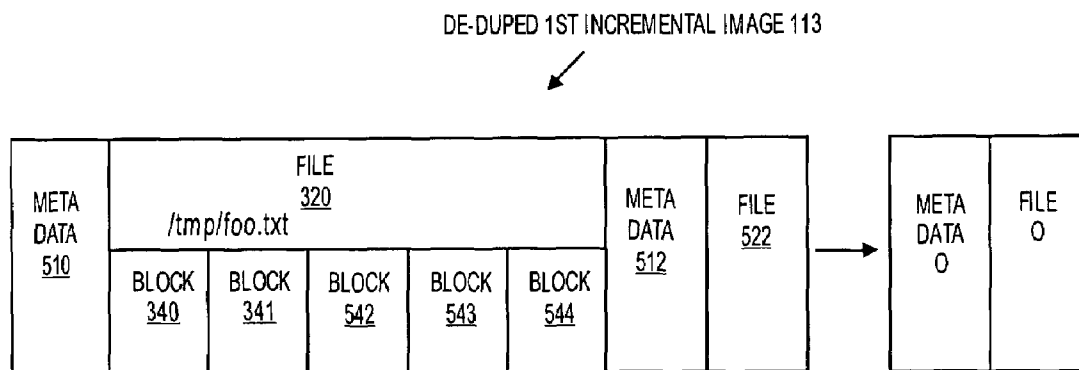 DE-DUPED 1ST INCREMENTAL IMAGE 113
META
DATA
510
FILE
320
/tmp/foo.txt
BLOCK
340
BLOCK
341
BLOCK
542
BLOCK
543
BLOCK
544
META
DATA
512
FILE
522
META
DATA
O
FILE
O